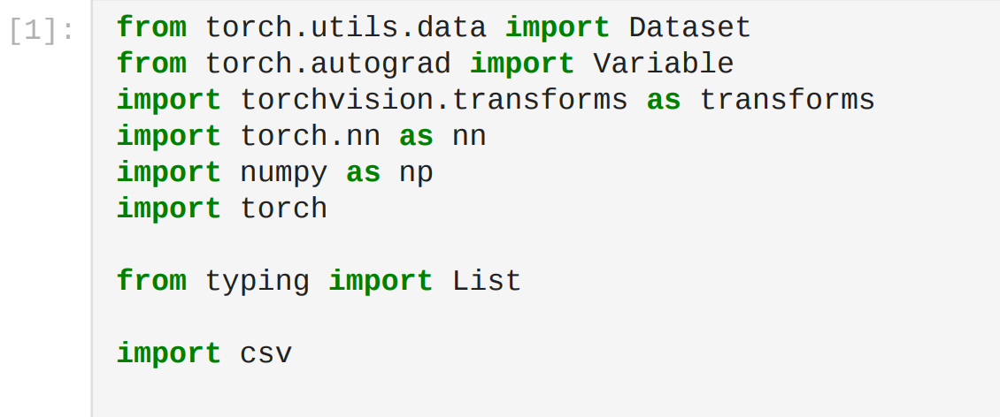 [1]:
from torch.utils.data import Dataset
from torch.autograd import Variable
import torchvision.transforms as transforms
import torch.nn as nn
import numpy as np
import torch
from typing import List
import csv